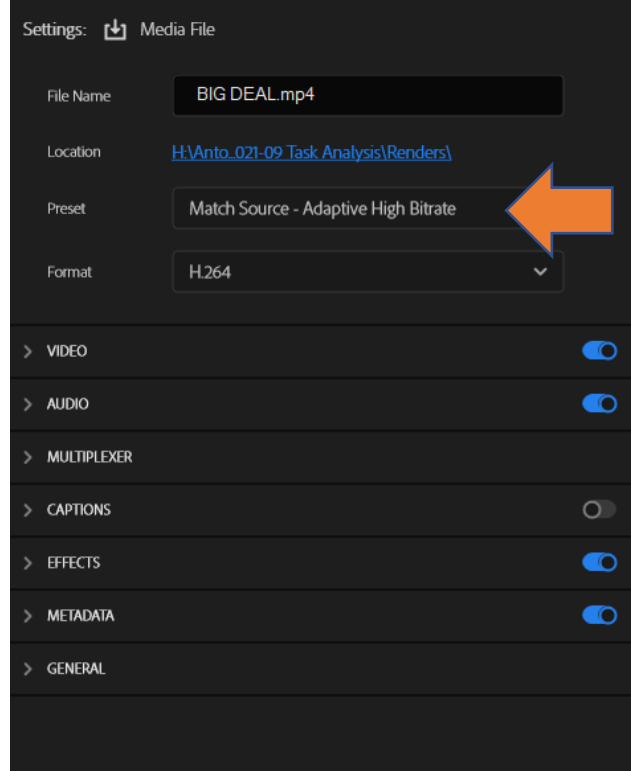 Settings: Media File
File Name BIG DEAL.mp4
Location H:\Anto...021-09 Task Analysis\Renders\
Preset Match Source - Adaptive High Bitrate
Format H.264
VIDEO
AUDIO
MULTIPLEXER
CAPTIONS
EFFECTS
METADATA
GENERAL